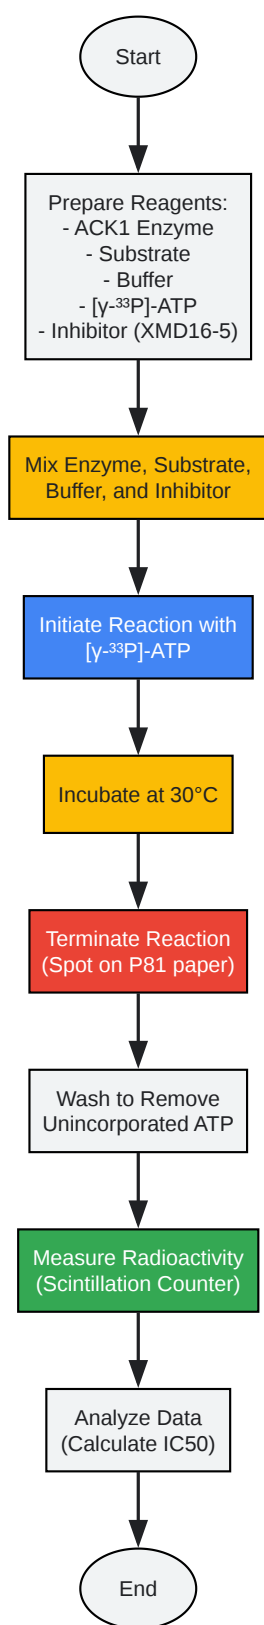 Start
Prepare Reagents:
- ACK1 Enzyme
- Substrate
- Buffer
- [γ-³³P]-ATP
- Inhibitor (XMD16-5)
Mix Enzyme, Substrate,
Buffer, and Inhibitor
Initiate Reaction with
[γ-³³P]-ATP
Incubate at 30°C
Terminate Reaction
(Spot on P81 paper)
Wash to Remove
Unincorporated ATP
Measure Radioactivity
(Scintillation Counter)
Analyze Data
(Calculate IC50)
End